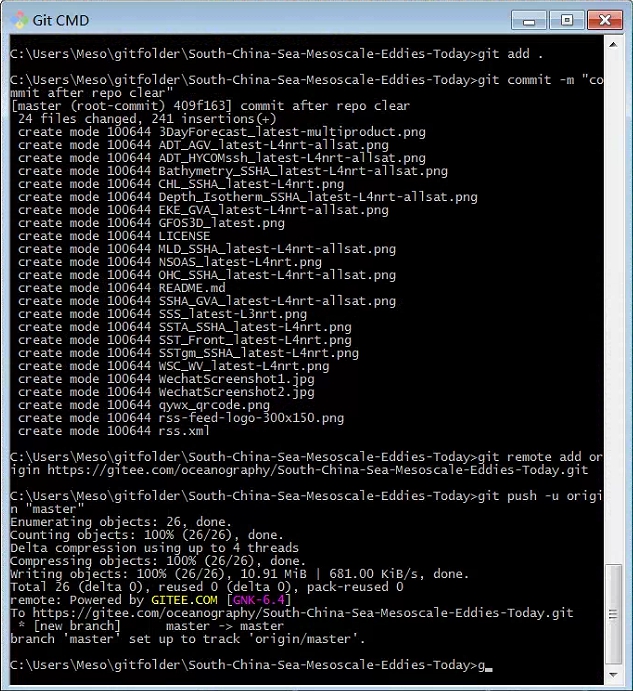 Git CMD
C:\Users\Meso\gitfolder\South-China-Sea-Mesoscale-Eddies-Today>git add .
C:\Users\Meso\gitfolder\South-China-Sea-Mesoscale-Eddies-Today>git commit -m "co
mmit after repo clear"
[master (root-commit) 409f163] commit after repo clear
24 files changed, 241 insertions(+)
create mode 100644 3DayForecast_latest-multiproduct.png
create mode 100644 ADT_AGV_latest-L4nrt-allsat.png
create mode 100644 ADT_HYCOMssh_latest-L4nrt-allsat.png
create mode 100644 Bathymetry_SSHA_latest-L4nrt-allsat.png
create mode 100644 CHL_SSHA_latest-L4nrt.png
create mode 100644 Depth_Isotherm_SSHA_latest-L4nrt-allsat.png
create mode 100644 EKE_GVA_latest-L4nrt-allsat.png
create mode 100644 GFOS3D_latest.png
create mode 100644 LICENSE
create mode 100644 MLD_SSHA_latest-L4nrt-allsat.png
create mode 100644 NSOAS_latest-L4nrt.png
create mode 100644 OHC_SSHA_latest-L4nrt-allsat.png
create mode 100644 README.md
create mode 100644 SSHA_GVA_latest-L4nrt-allsat.png
create mode 100644 SSS_latest-L3nrt.png
create mode 100644 SSTA_SSHA_latest-L4nrt.png
create mode 100644 SST_Front_latest-L4nrt.png
create mode 100644 SSTgm_SSHA_latest-L4nrt.png
create mode 100644 WSC_WV_latest-L4nrt.png
create mode 100644 WechatScreenshot1.jpg
create mode 100644 WechatScreenshot2.jpg
create mode 100644 qywx_qrcode.png
create mode 100644 rss-feed-logo-300x150.png
create mode 100644 rss.xml
C:\Users\Meso\gitfolder\South-China-Sea-Mesoscale-Eddies-Today>git remote add or
igin https://gitee.com/oceanography/South-China-Sea-Mesoscale-Eddies-Today.git
C:\Users\Meso\gitfolder\South-China-Sea-Mesoscale-Eddies-Today>git push -u origi
n "master"
Enumerating objects: 26, done.
Counting objects: 100% (26/26), done.
Delta compression using up to 4 threads
Compressing objects: 100% (26/26), done.
Writing objects: 100% (26/26), 10.91 MiB | 681.00 KiB/s, done.
Total 26 (delta 0), reused 0 (delta 0), pack-reused 0
remote: Powered by GITEE.COM [GNK-6.4]
To https://gitee.com/oceanography/South-China-Sea-Mesoscale-Eddies-Today.git
* [new branch] master -> master
branch 'master' set up to track 'origin/master'.
C:\Users\Meso\gitfolder\South-China-Sea-Mesoscale-Eddies-Today>g_